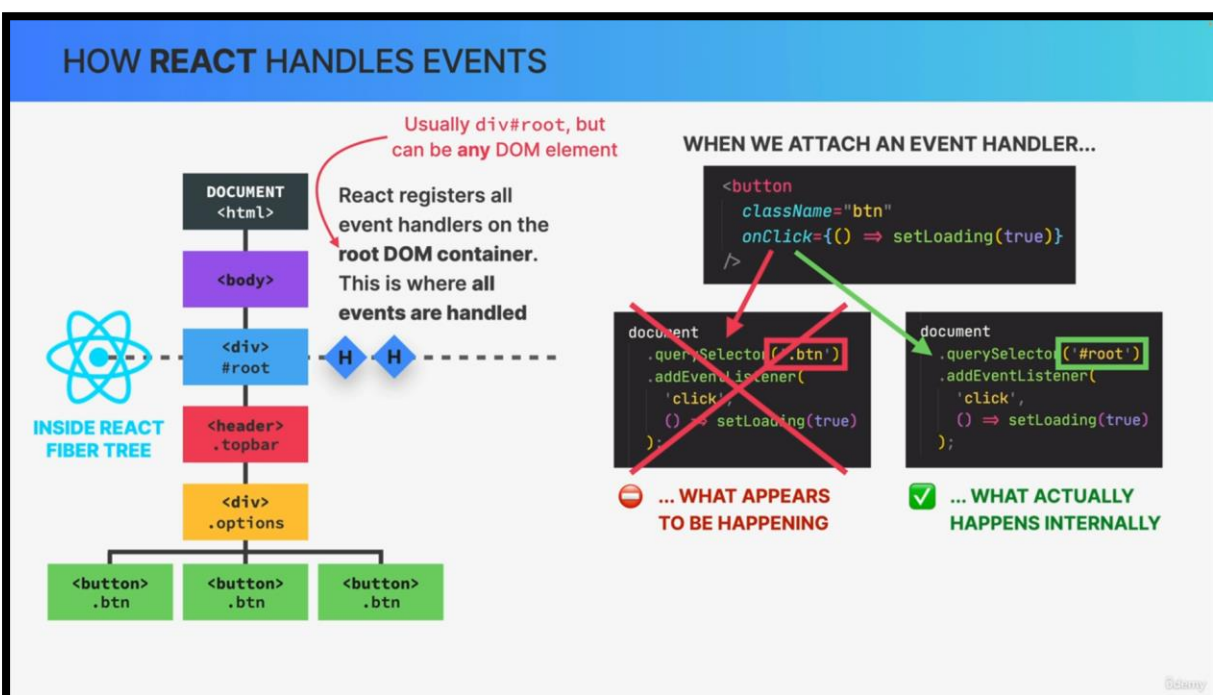 HOW REACT HANDLES EVENTS
Usually div#root, but
can be any DOM element
DOCUMENT
<html>
<body>
<div>
#root
<header>
.topbar
<div>
.options
<button>
.btn
<button>
.btn
<button>
.btn
INSIDE REACT
FIBER TREE
H
H
React registers all
event handlers on the
root DOM container.
This is where all
events are handled
WHEN WE ATTACH AN EVENT HANDLER...
<button
className="btn"
onClick={() ⇒ setLoading(true)}
/>
document
.querySelector('.btn')
.addEventListener(
'click',
() ⇒ setLoading(true)
);
... WHAT APPEARS
TO BE HAPPENING
document
.querySelector('#root')
.addEventListener(
'click',
() ⇒ setLoading(true)
);
... WHAT ACTUALLY
HAPPENS INTERNALLY
ûdemy